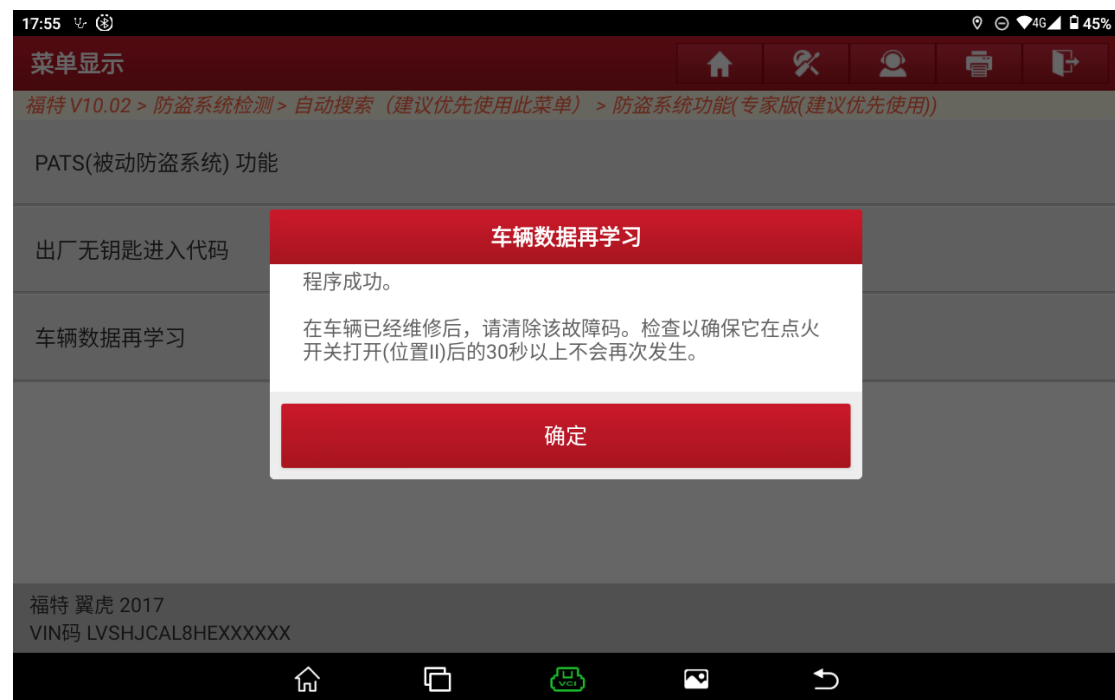 17:55 4G 45%
菜单显示
福特 V10.02 > 防盗系统检测 > 自动搜索（建议优先使用此菜单） > 防盗系统功能(专家版(建议优先使用))
PATS(被动防盗系统) 功能
出厂无钥匙进入代码
车辆数据再学习
车辆数据再学习
程序成功。
在车辆已经维修后，请清除该故障码。检查以确保它在点火
开关打开(位置II)后的30秒以上不会再次发生。
确定
福特 翼虎 2017
VIN码 LVSHJCAL8HEXXXXXX
VCI